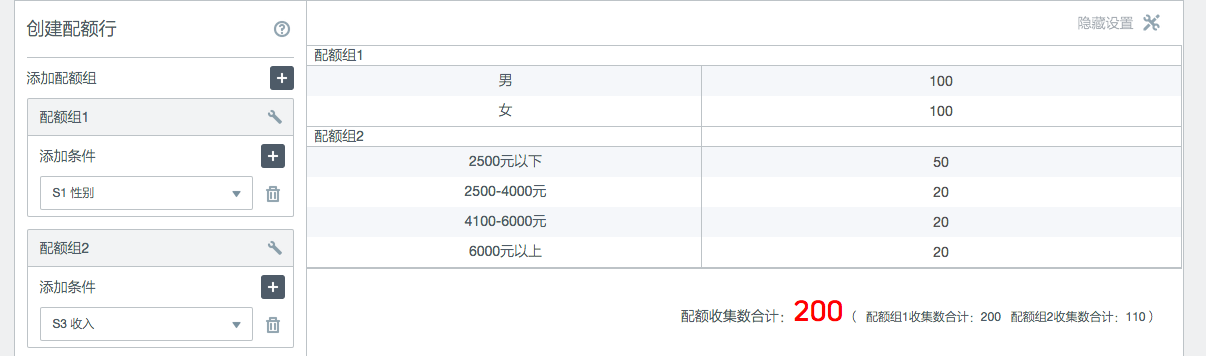 创建配额行
添加配额组
配额组1
添加条件
S1 性别
配额组2
添加条件
S3 收入
隐藏设置
配额组1
男 100
女 100
配额组2
2500元以下 50
2500-4000元 20
4100-6000元 20
6000元以上 20
配额收集数合计：200（ 配额组1收集数合计：200 配额组2收集数合计：110）